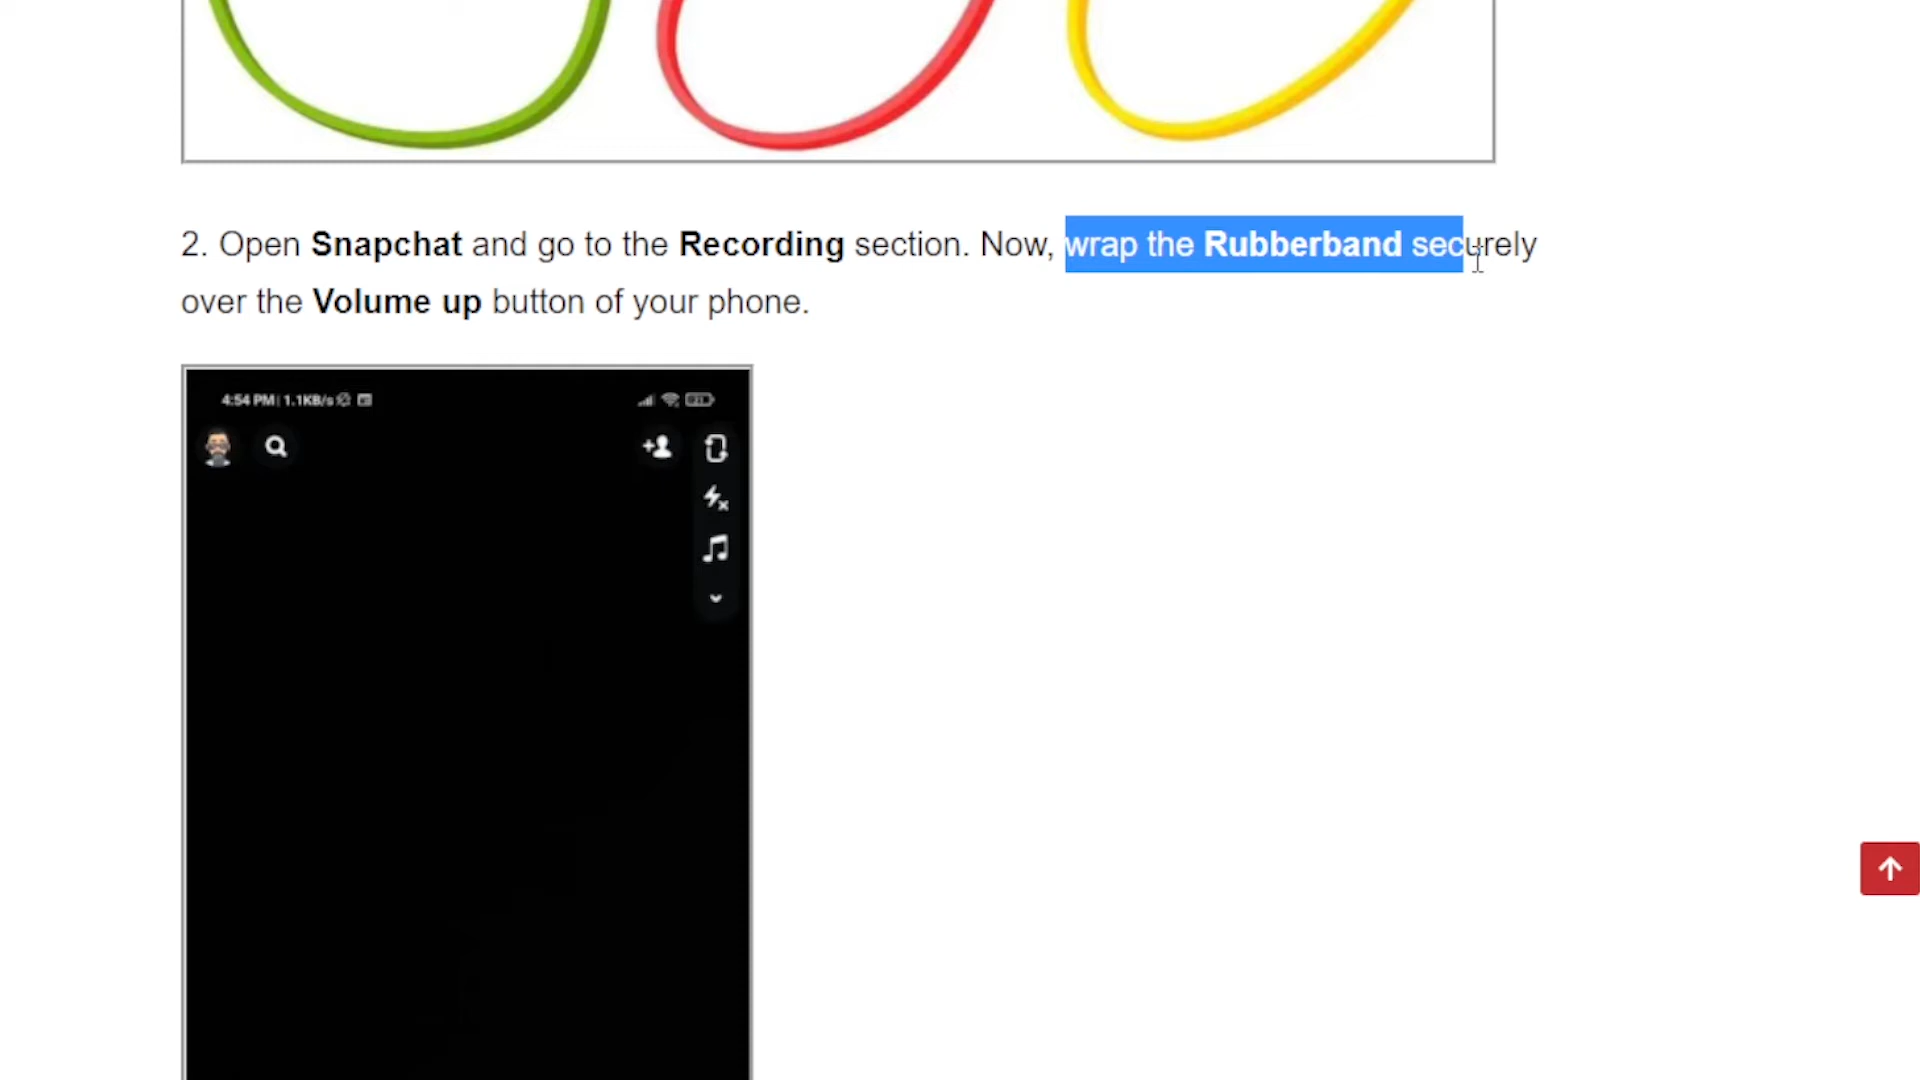 2. Open Snapchat and go to the Recording section. Now, wrap the Rubberband securely
over the Volume up button of your phone.
4:54 PM | 1.1KB/s
21